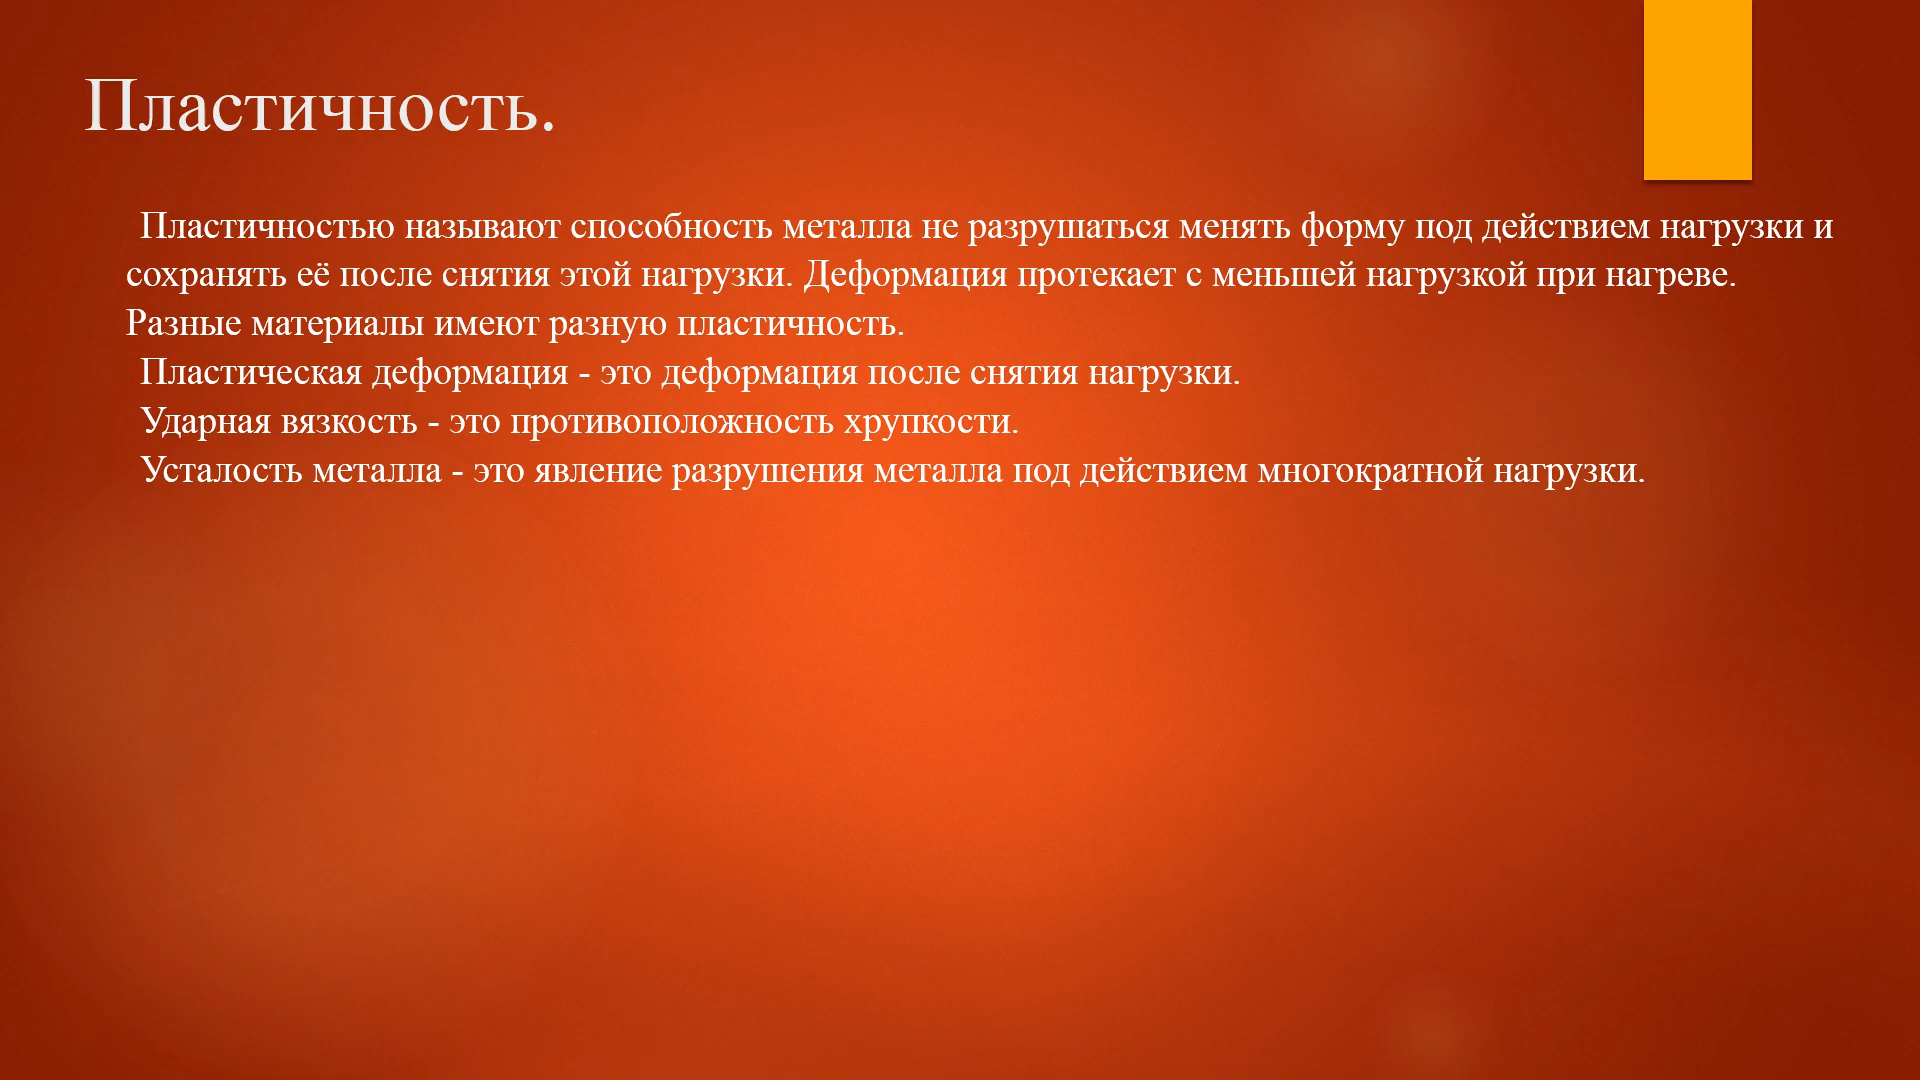 Пластичность.
Пластичностью называют способность металла не разрушаться менять форму под действием нагрузки и
сохранять её после снятия этой нагрузки. Деформация протекает с меньшей нагрузкой при нагреве.
Разные материалы имеют разную пластичность.
Пластическая деформация - это деформация после снятия нагрузки.
Ударная вязкость - это противоположность хрупкости.
Усталость металла - это явление разрушения металла под действием многократной нагрузки.